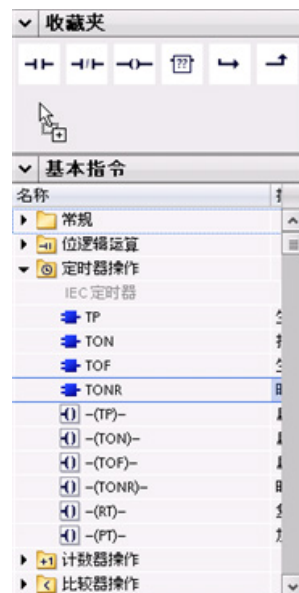 收藏夹
??
基本指令
名称
常规
位逻辑运算
定时器操作
IEC 定时器
TP
TON
TOF
TONR
–(TP)–
–(TON)–
–(TOF)–
–(TONR)–
–(RT)–
–(PT)–
+1 计数器操作
< 比较器操作